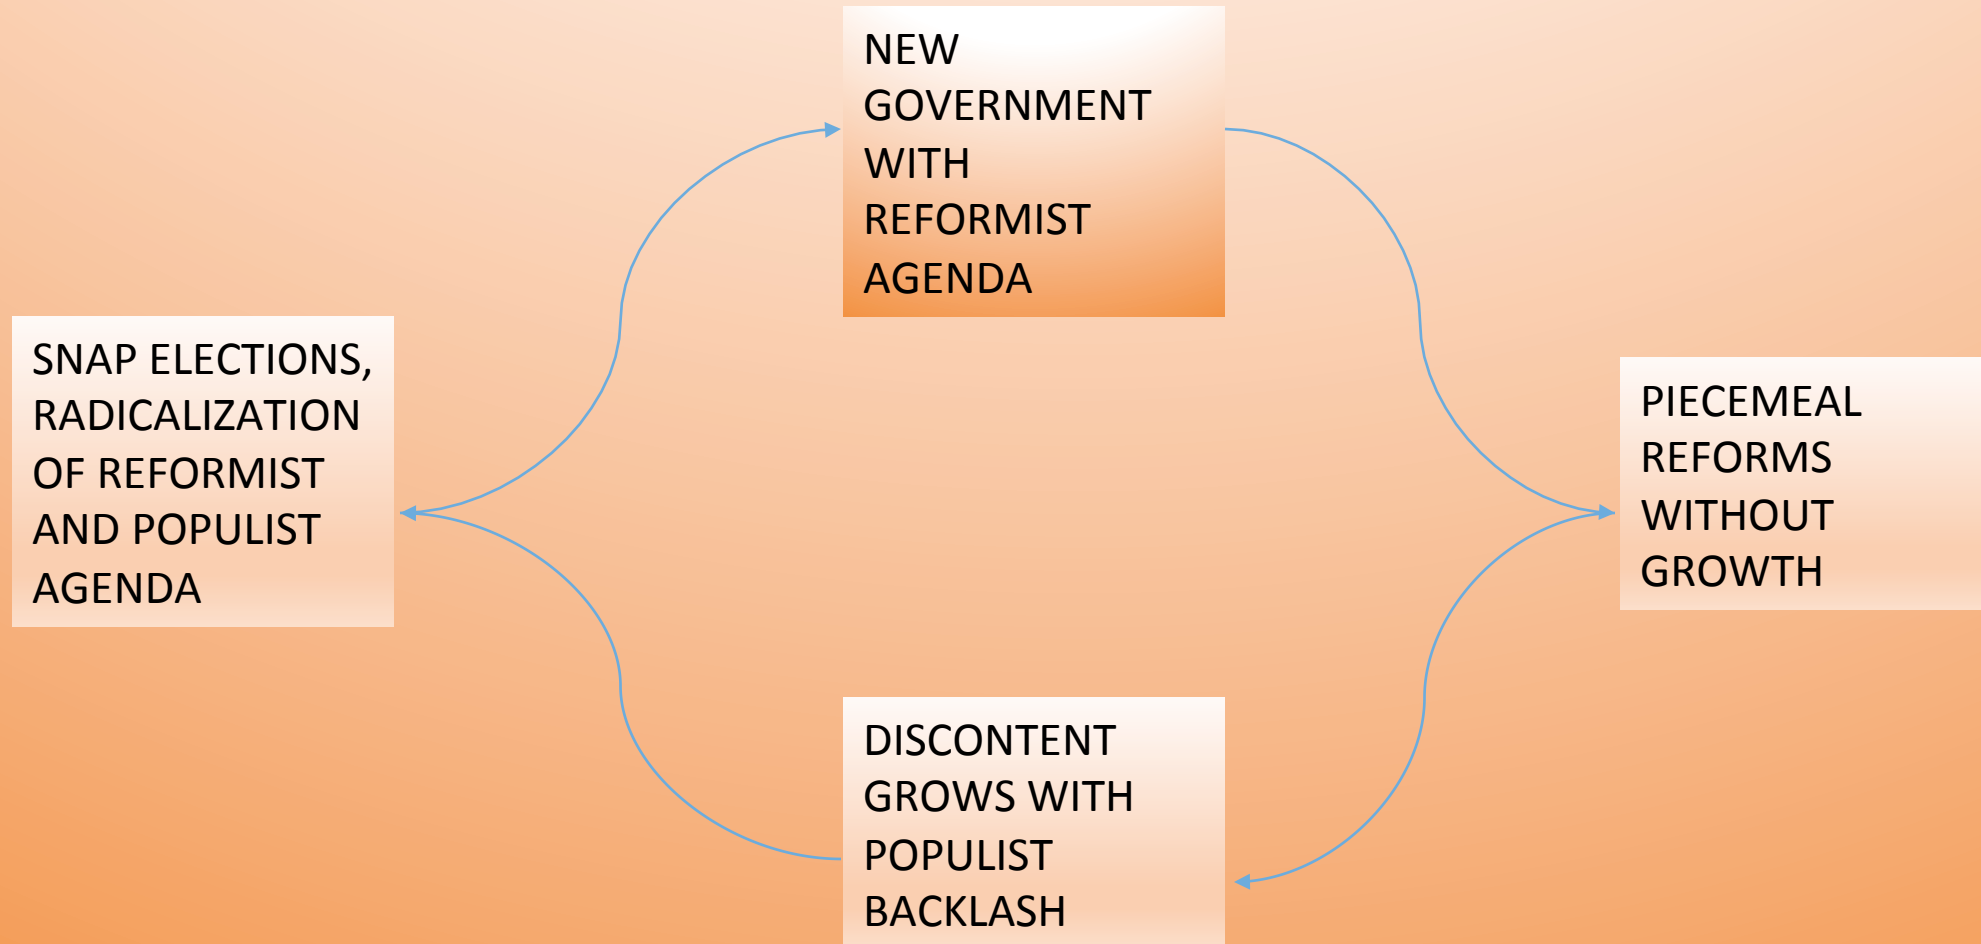 NEW
GOVERNMENT
WITH
REFORMIST
AGENDA
SNAP ELECTIONS,
RADICALIZATION
OF REFORMIST
AND POPULIST
AGENDA
PIECEMEAL
REFORMS
WITHOUT
GROWTH
DISCONTENT
GROWS WITH
POPULIST
BACKLASH